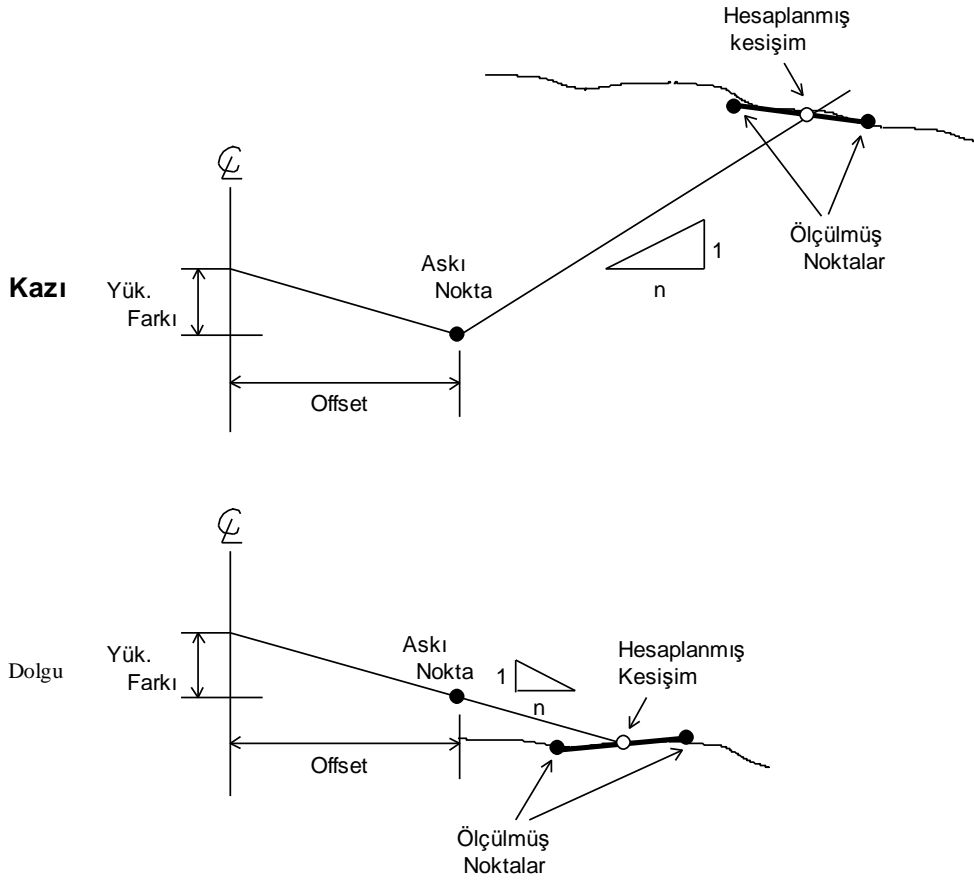 Hesaplanmış
kesişim
℄
Ölçülmüş
Noktalar
1
n
Askı
Nokta
Kazı
Yük.
Farkı
Offset
℄
Askı
Nokta
1
n
Hesaplanmış
Kesişim
Dolgu
Yük.
Farkı
Offset
Ölçülmüş
Noktalar